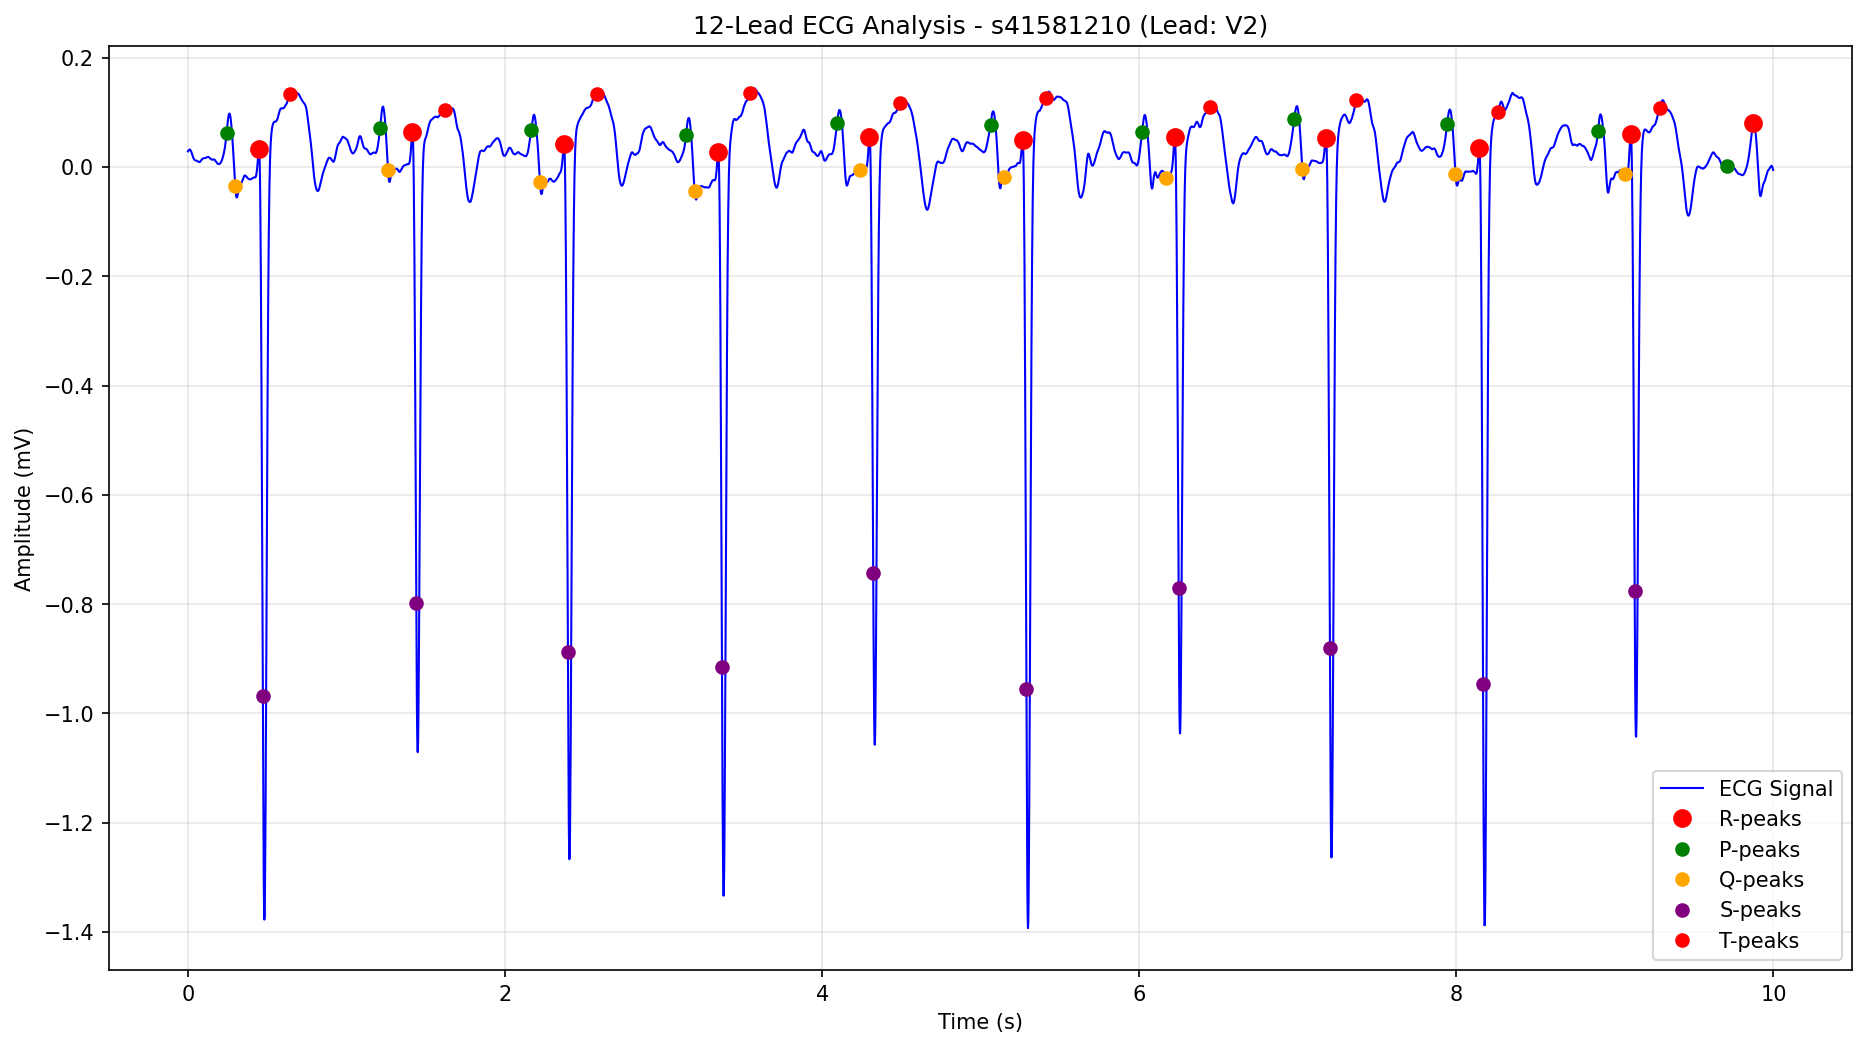 12-Lead ECG Analysis - s41581210 (Lead: V2)
Amplitude (mV)
0.2
0.0
−0.2
−0.4
−0.6
−0.8
−1.0
−1.2
−1.4
0
2
4
6
8
10
Time (s)
ECG Signal
R-peaks
P-peaks
Q-peaks
S-peaks
T-peaks